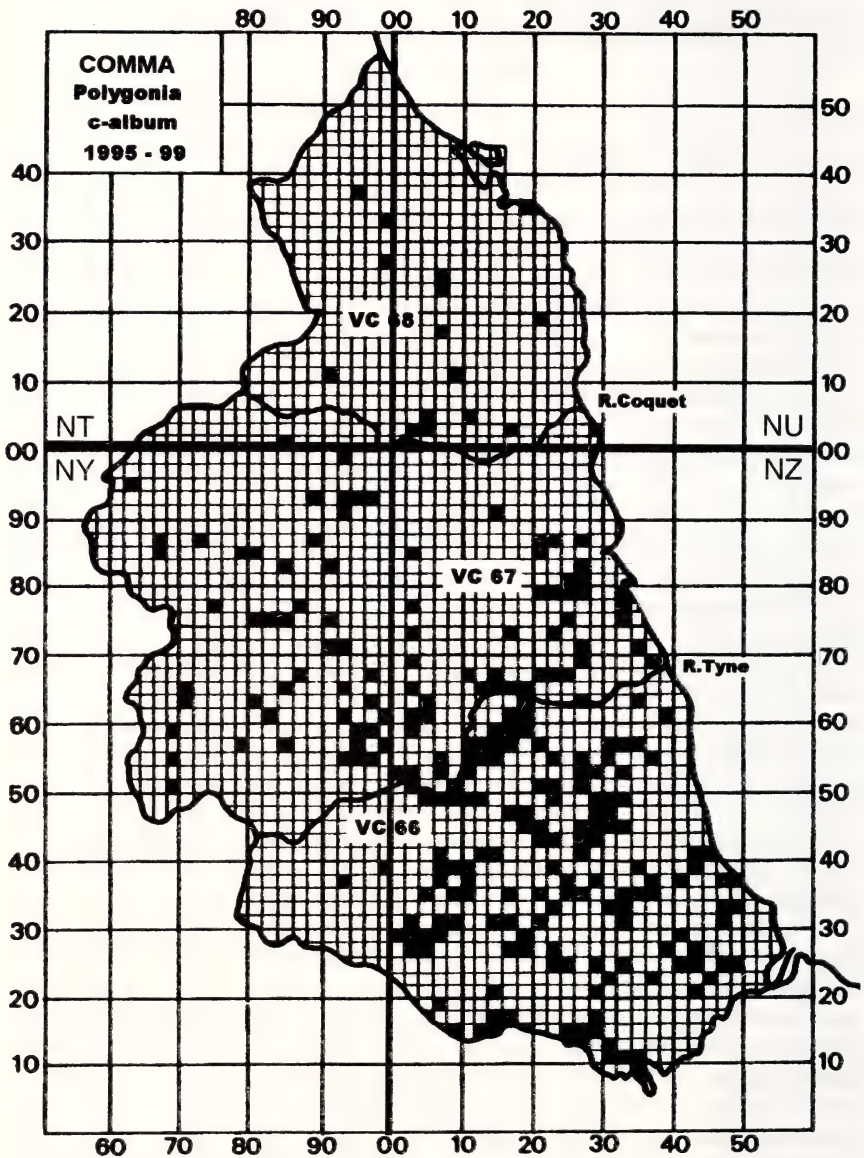 80 90 00 10 20 30 40 50
COMMA
Polygonia
c-album
1995 - 99
50
40 40
30 30
VC 68
20 20
10 10
R.Coquet
NT NU
00 00
NY NZ
90 90
VC 67
80 80
70 70
R.Tyne
60 60
50 50
VC 66
40 40
30 30
20 20
10 10
60 70 80 90 00 10 20 30 40 50